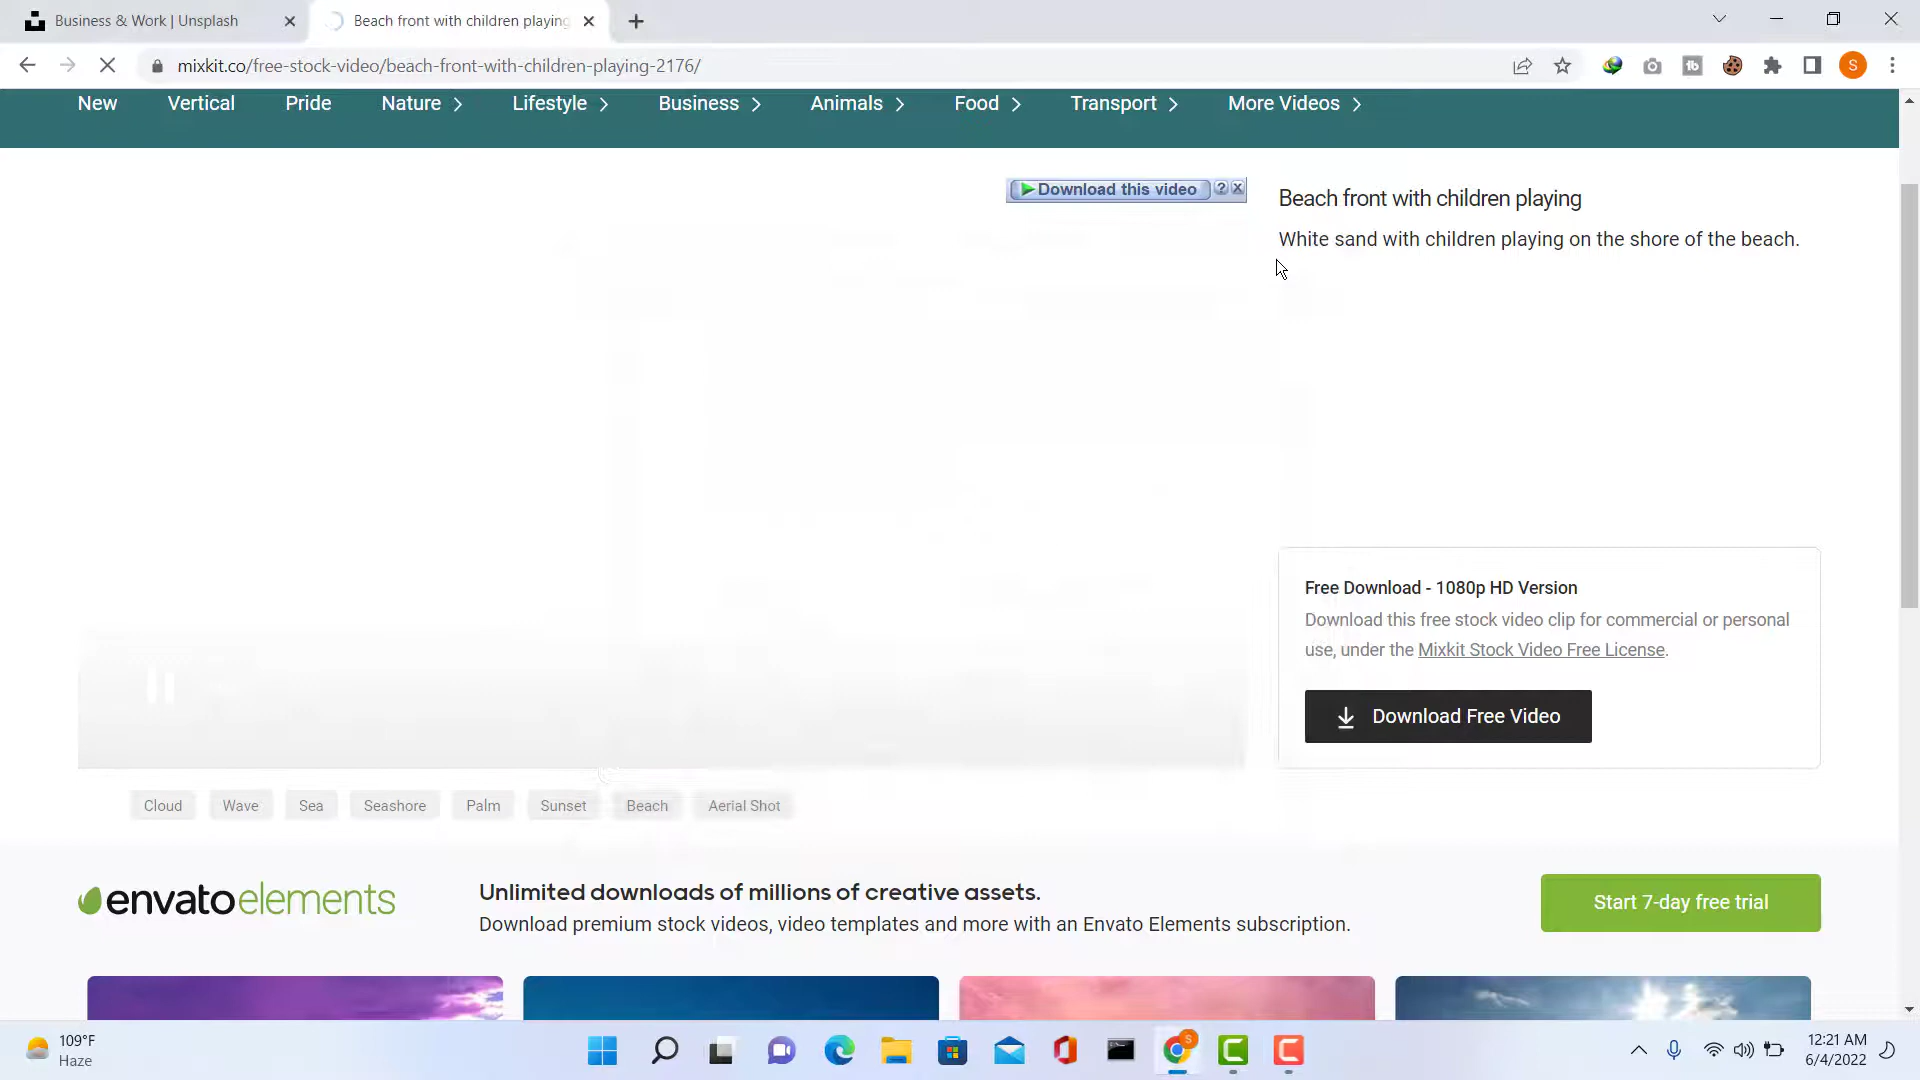 Business & Work | Unsplash
Beach front with children playing
mixkit.co/free-stock-video/beach-front-with-children-playing-2176/
S
New Vertical Pride Nature Lifestyle Business Animals Food Transport More Videos
Download this video
Beach front with children playing
White sand with children playing on the shore of the beach.
Free Download - 1080p HD Version
Download this free stock video clip for commercial or personal
use, under the Mixkit Stock Video Free License.
Download Free Video
Cloud Wave Sea Seashore Palm Sunset Beach Aerial Shot
envato elements
Unlimited downloads of millions of creative assets.
Download premium stock videos, video templates and more with an Envato Elements subscription.
Start 7-day free trial
109°F
Haze
12:21 AM
6/4/2022